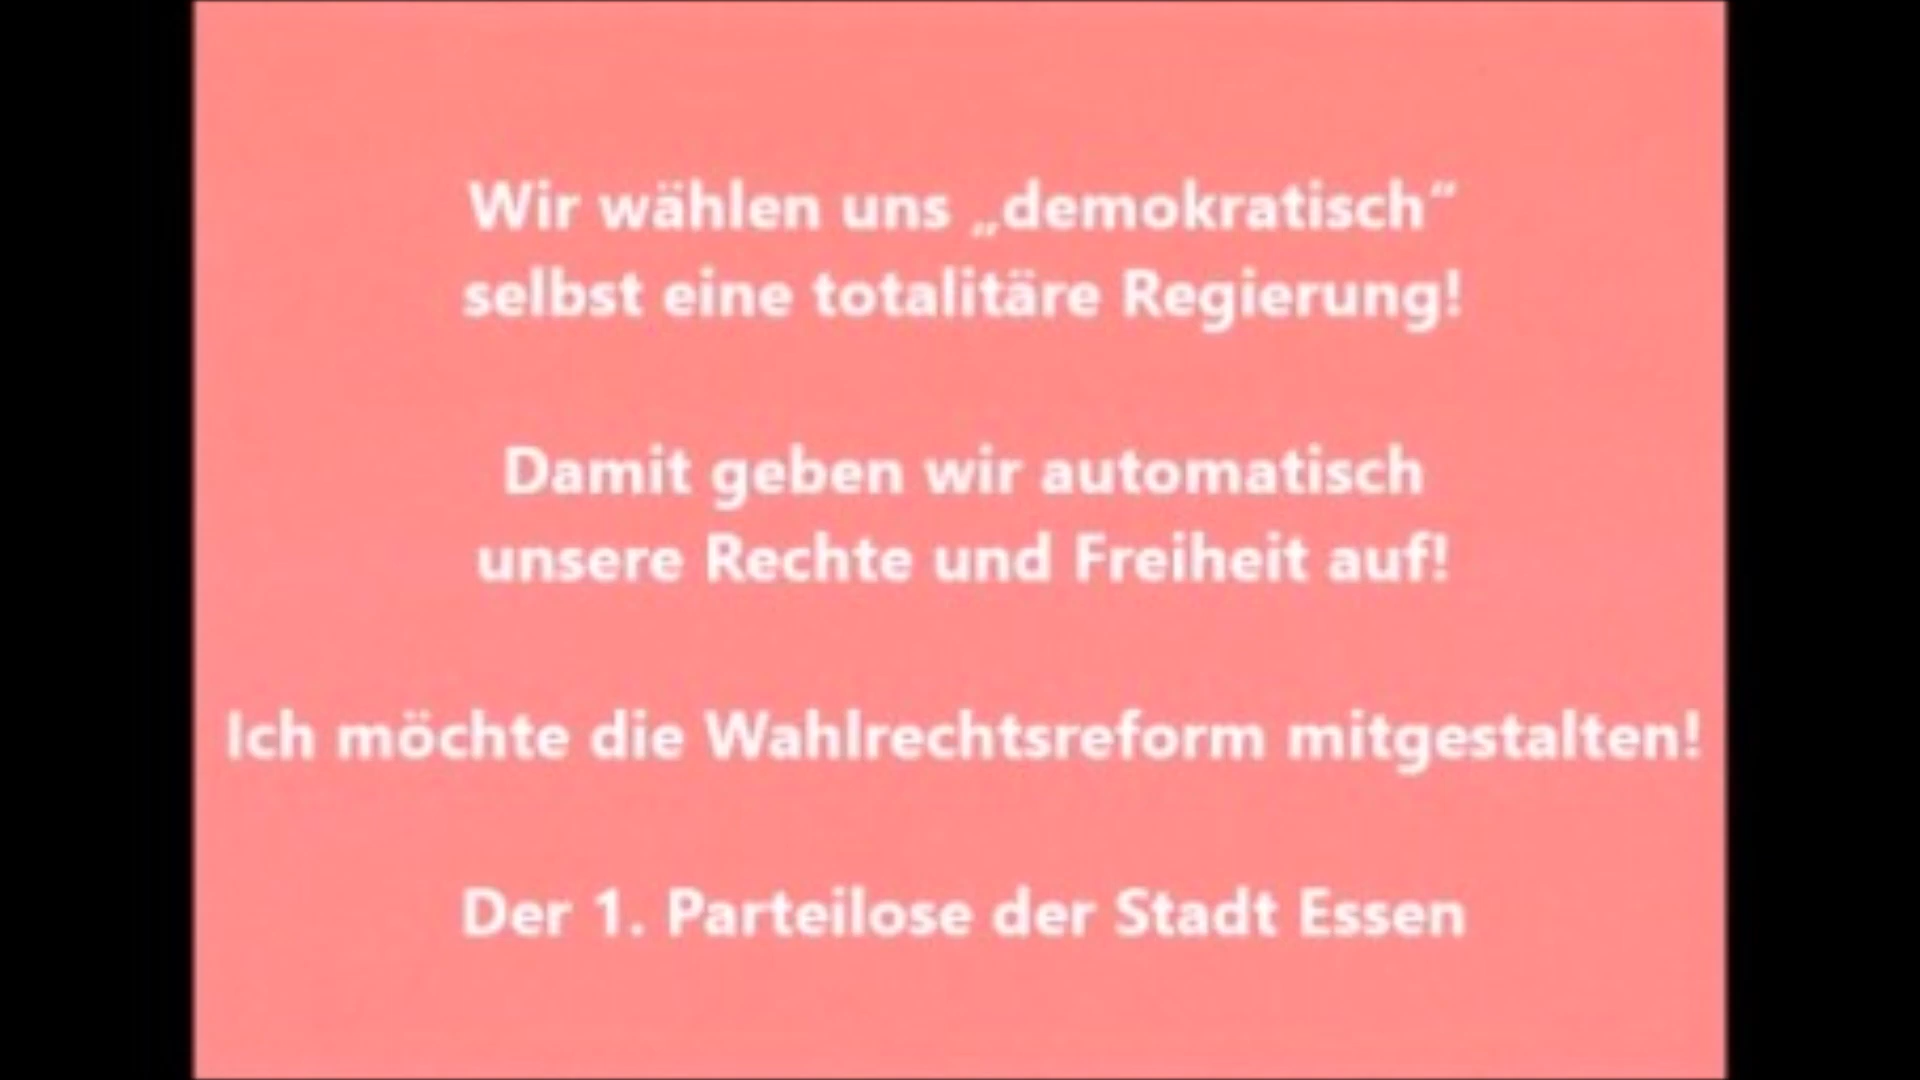 Wir wählen uns „demokratisch“
selbst eine totalitäre Regierung!
Damit geben wir automatisch
unsere Rechte und Freiheit auf!
Ich möchte die Wahlrechtsreform mitgestalten!
Der 1. Parteilose der Stadt Essen